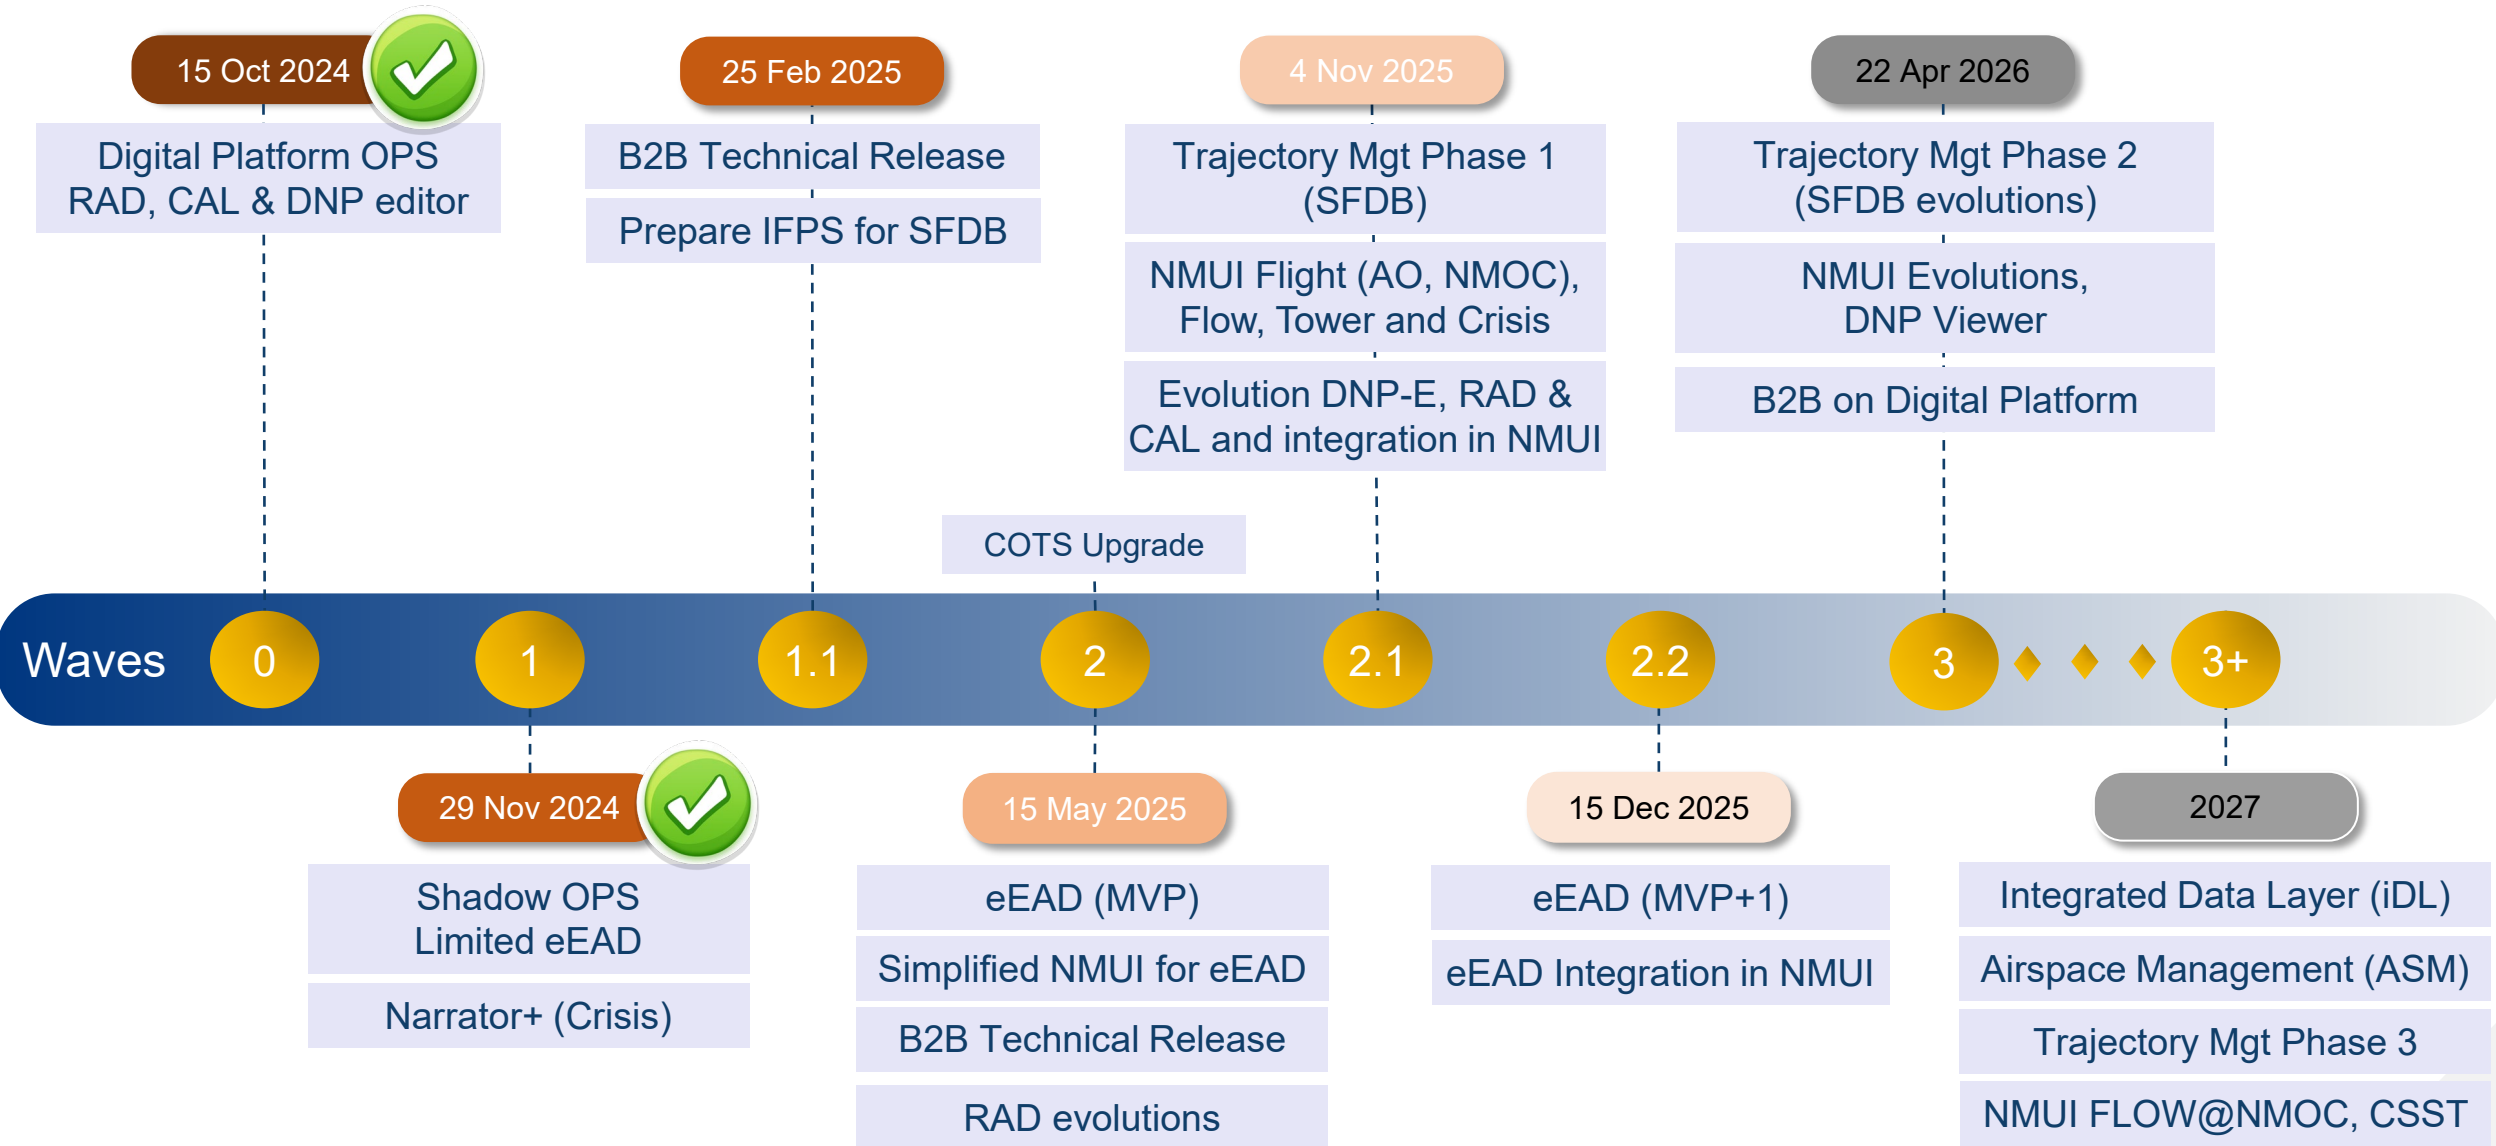 15 Oct 2024
Digital Platform OPS
RAD, CAL & DNP editor
25 Feb 2025
B2B Technical Release
Prepare IFPS for SFDB
4 Nov 2025
Trajectory Mgt Phase 1
(SFDB)
NMUI Flight (AO, NMOC),
Flow, Tower and Crisis
Evolution DNP-E, RAD &
CAL and integration in NMUI
22 Apr 2026
Trajectory Mgt Phase 2
(SFDB evolutions)
NMUI Evolutions,
DNP Viewer
B2B on Digital Platform
COTS Upgrade
Waves
0
1
1.1
2
2.1
2.2
3
3+
29 Nov 2024
Shadow OPS
Limited eEAD
Narrator+ (Crisis)
15 May 2025
eEAD (MVP)
Simplified NMUI for eEAD
B2B Technical Release
RAD evolutions
15 Dec 2025
eEAD (MVP+1)
eEAD Integration in NMUI
2027
Integrated Data Layer (iDL)
Airspace Management (ASM)
Trajectory Mgt Phase 3
NMUI FLOW@NMOC, CSST